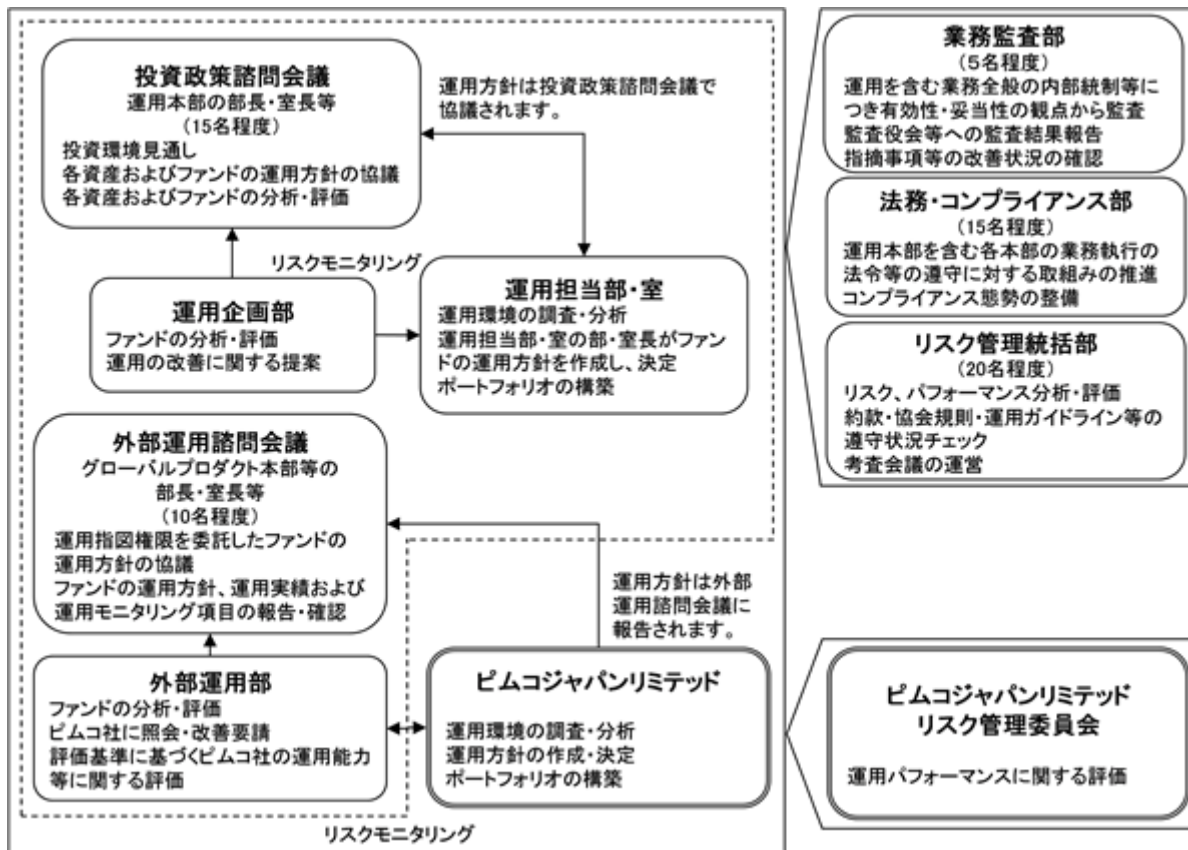 投資政策諮問会議
運用本部の部長・室長等
(15名程度)
投資環境見通し
各資産およびファンドの運用方針の協議
各資産およびファンドの分析・評価
運用方針は投資政策諮問会議で
協議されます。
リスクモニタリング
運用企画部
ファンドの分析・評価
運用の改善に関する提案
運用担当部・室
運用環境の調査・分析
運用担当部・室の部・室長がファン
ドの運用方針を作成し、決定
ポートフォリオの構築
外部運用諮問会議
グローバルプロダクト本部等の
部長・室長等
(10名程度)
運用指図権限を委託したファンドの
運用方針の協議
ファンドの運用方針、運用実績および
運用モニタリング項目の報告・確認
運用方針は外部
運用諮問会議に
報告されます。
外部運用部
ファンドの分析・評価
ピムコ社に照会・改善要請
評価基準に基づくピムコ社の運用能力
等に関する評価
ピムコジャパンリミテッド
運用環境の調査・分析
運用方針の作成・決定
ポートフォリオの構築
リスクモニタリング
業務監査部
(5名程度)
運用を含む業務全般の内部統制等に
つき有効性・妥当性の観点から監査
監査役会等への監査結果報告
指摘事項等の改善状況の確認
法務・コンプライアンス部
(15名程度)
運用本部を含む各本部の業務執行の
法令等の遵守に対する取組みの推進
コンプライアンス態勢の整備
リスク管理統括部
(20名程度)
リスク、パフォーマンス分析・評価
約款・協会規則・運用ガイドライン等の
遵守状況チェック
考査会議の運営
ピムコジャパンリミテッド
リスク管理委員会
運用パフォーマンスに関する評価